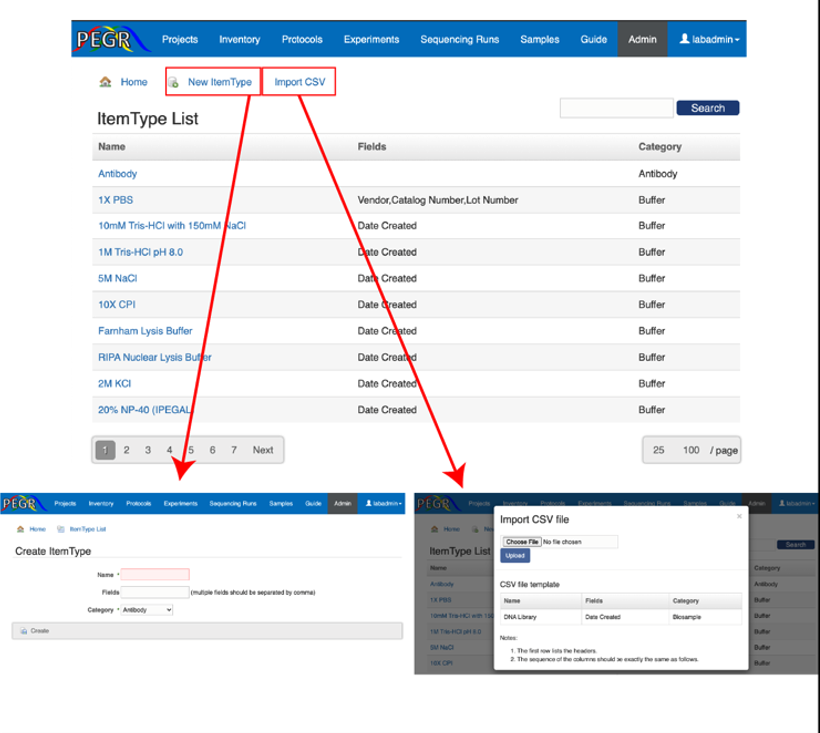 PEGR Projects Inventory Protocols Experiments Sequencing Runs Samples Guide Admin labadmin
Home New ItemType Import CSV
Search
ItemType List
Name Fields Category
Antibody Antibody
1X PBS Vendor,Catalog Number,Lot Number Buffer
10mM Tris-HCl with 150mM NaCl Date Created Buffer
1M Tris-HCl pH 8.0 Date Created Buffer
5M NaCl Date Created Buffer
10X CPI Date Created Buffer
Farnham Lysis Buffer Date Created Buffer
RIPA Nuclear Lysis Buffer Date Created Buffer
2M KCl Date Created Buffer
20% NP-40 (IPEGAL Date Created Buffer
1 2 3 4 5 6 7 Next 25 100 / page
PEGR Projects Inventory Protocols Experiments Sequencing Runs Samples Guide Admin labadmin
Home ItemType List
Create ItemType
Name *
Fields (multiple fields should be separated by comma)
Category * Antibody
Create
PEGR Projects Inventory Protocols Experiments Sequencing Runs Samples Guide Admin labadmin
Home
Search
ItemType List
Name Category
Antibody Antibody
1X PBS Buffer
10mM Tris-HCl with Buffer
1M Tris-HCl pH 8.0 Buffer
5M NaCl Buffer
10X CPI Buffer
Import CSV file ×
Choose File No file chosen
Upload
CSV file template
Name Fields Category
DNA Library Date Created Biosample
Notes:
1. The first row lists the headers.
2. The sequence of the columns should be exactly the same as follows.